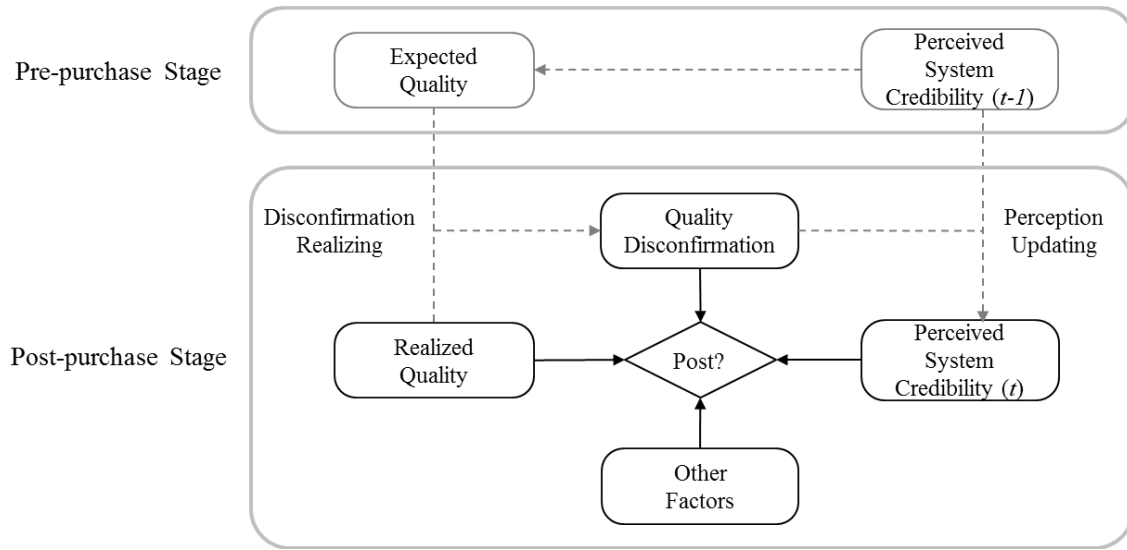 Pre-purchase Stage
Expected
Quality
Perceived
System
Credibility (t-1)
Disconfirmation
Realizing
Quality
Disconfirmation
Perception
Updating
Post-purchase Stage
Realized
Quality
Post?
Perceived
System
Credibility (t)
Other
Factors